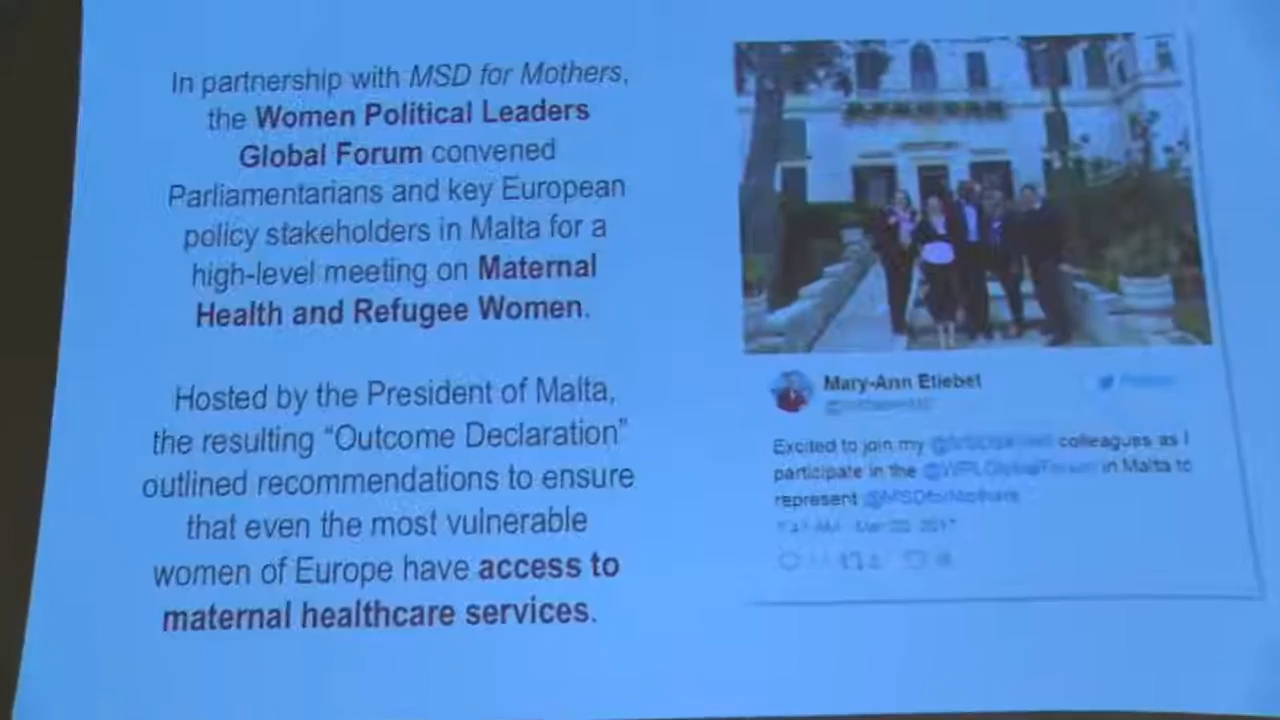 In partnership with MSD for Mothers,
the Women Political Leaders
Global Forum convened
Parliamentarians and key European
policy stakeholders in Malta for a
high-level meeting on Maternal
Health and Refugee Women.
Hosted by the President of Malta,
the resulting “Outcome Declaration”
outlined recommendations to ensure
that even the most vulnerable
women of Europe have access to
maternal healthcare services.
Mary-Ann Etiebet
Excited to join my colleagues as I
participate in the @WPLGlobalForum in Malta to
represent @MSDforMothers